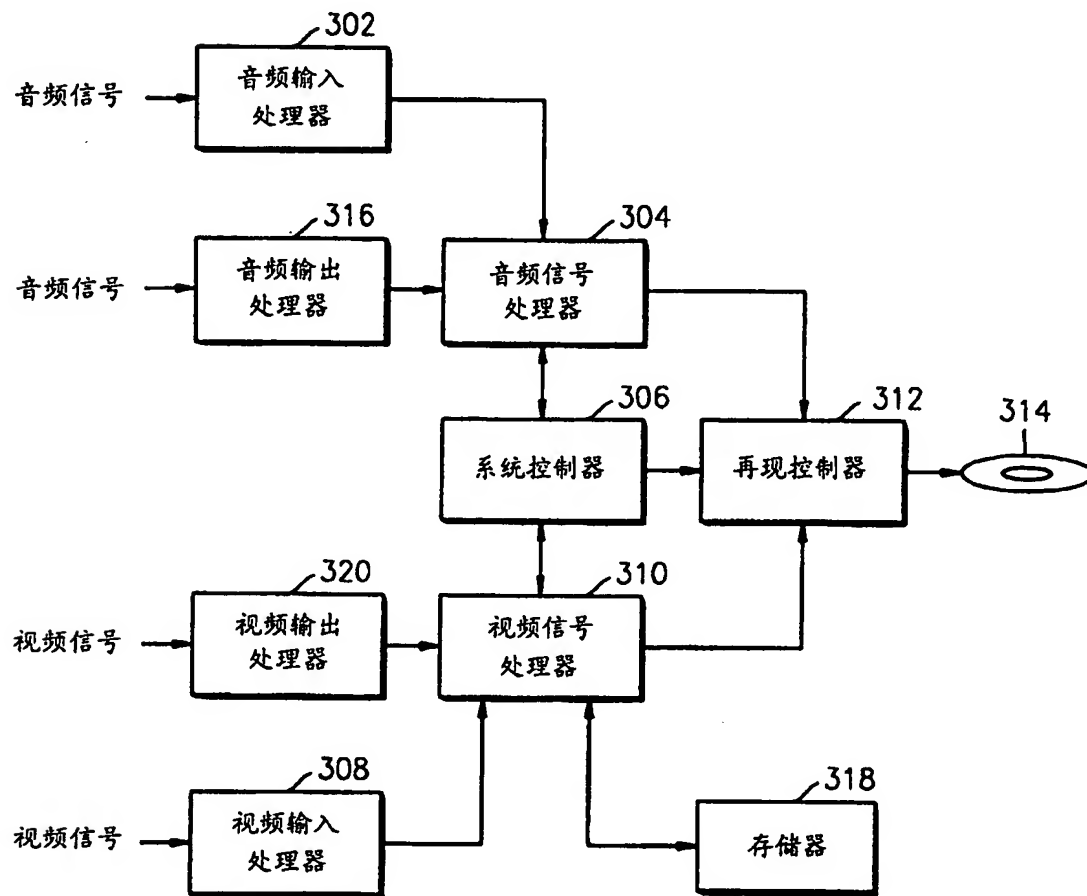 302
音频信号
音频输入
处理器
316
304
音频信号
音频输出
处理器
音频信号
处理器
306
312
314
系统控制器
再现控制器
320
310
视频信号
视频输出
处理器
视频信号
处理器
308
318
视频信号
视频输入
处理器
存储器